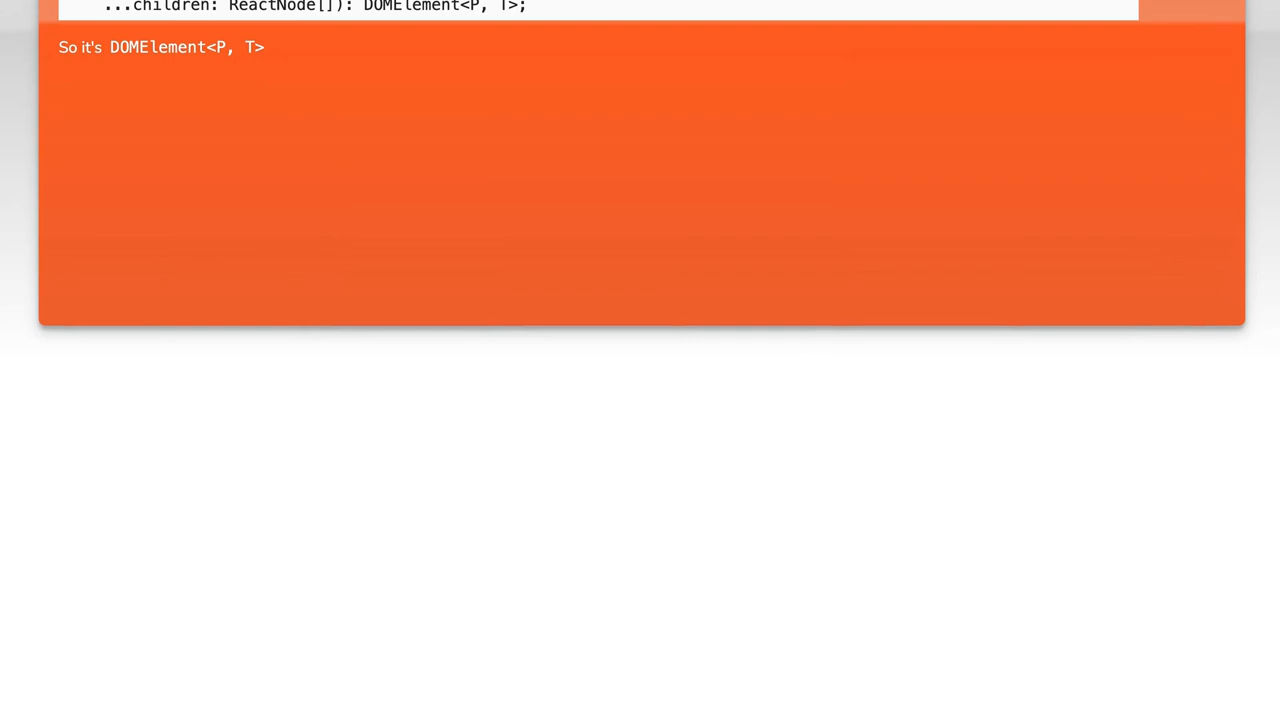 ...children: ReactNode[]): DOMElement<P, T>;
So it's DOMElement<P, T>